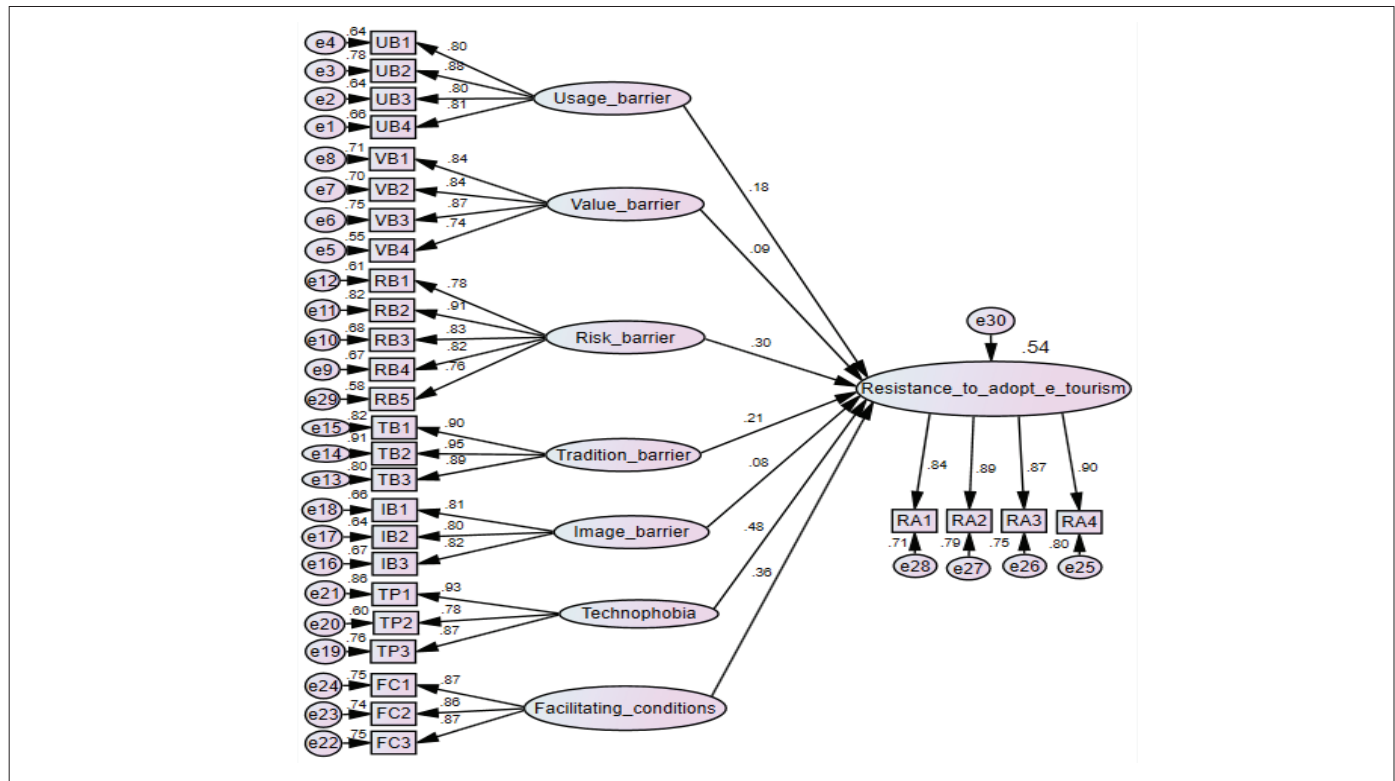 e4 .64 UB1 .80
e3 .78 UB2 .88
e2 .64 UB3 .80
e1 .66 UB4 .81
Usage_barrier
.18
e8 .71 VB1 .84
e7 .70 VB2 .84
e6 .75 VB3 .87
e5 .55 VB4 .74
Value_barrier
.09
e12 .61 RB1 .78
e11 .82 RB2 .91
e10 .68 RB3 .83
e9 .67 RB4 .82
e29 .58 RB5 .76
Risk_barrier
.30
e15 .82 TB1 .90
e14 .91 TB2 .95
e13 .80 TB3 .89
Tradition_barrier
.21
e18 .66 IB1 .81
e17 .64 IB2 .80
e16 .67 IB3 .82
Image_barrier
.08
e21 .86 TP1 .93
e20 .60 TP2 .78
e19 .76 TP3 .87
Technophobia
.48
e24 .75 FC1 .87
e23 .74 FC2 .86
e22 .75 FC3 .87
Facilitating_conditions
.36
e30
.54
Resistance_to_adopt_e_tourism
.84 .89 .87 .90
RA1 RA2 RA3 RA4
.71 .79 .75 .80
e28 e27 e26 e25